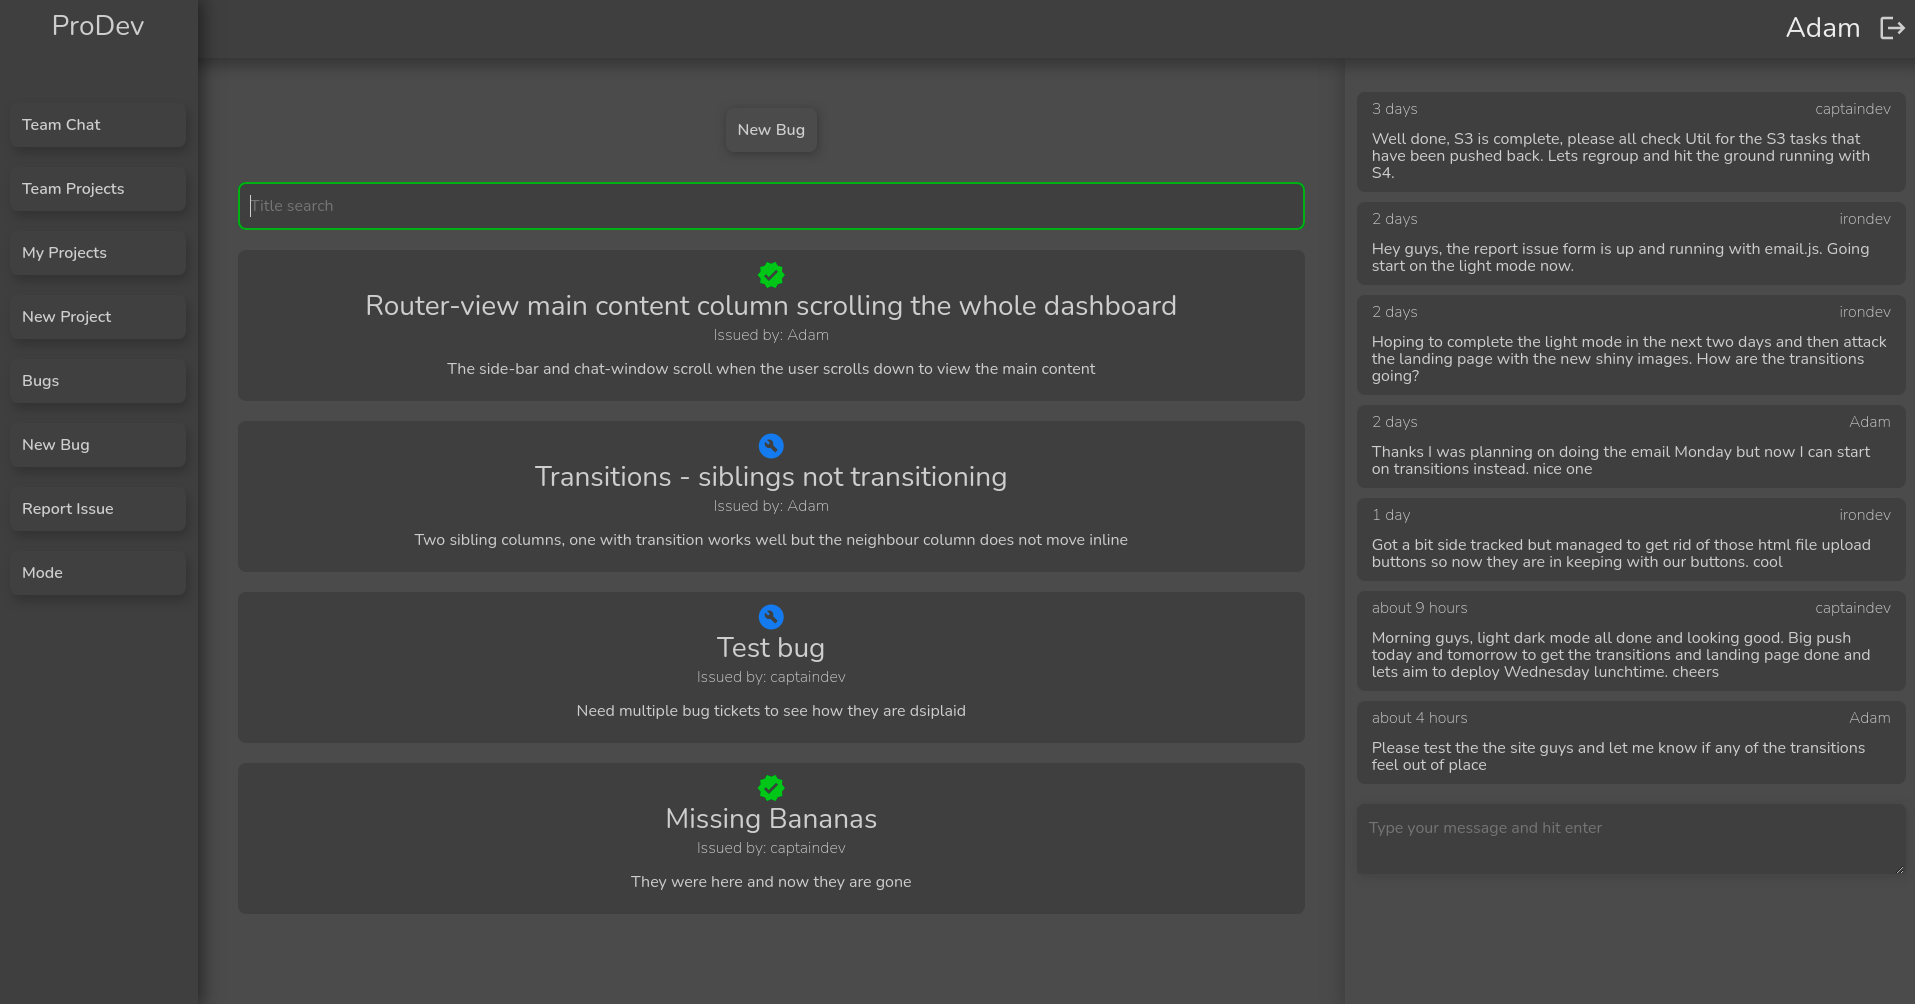 ProDev
Adam
Team Chat
Team Projects
My Projects
New Project
Bugs
New Bug
Report Issue
Mode
New Bug
Title search
Router-view main content column scrolling the whole dashboard
Issued by: Adam
The side-bar and chat-window scroll when the user scrolls down to view the main content
Transitions - siblings not transitioning
Issued by: Adam
Two sibling columns, one with transition works well but the neighbour column does not move inline
Test bug
Issued by: captaindev
Need multiple bug tickets to see how they are dsiplaid
Missing Bananas
Issued by: captaindev
They were here and now they are gone
3 days captaindev
Well done, S3 is complete, please all check Util for the S3 tasks that
have been pushed back. Lets regroup and hit the ground running with
S4.
2 days irondev
Hey guys, the report issue form is up and running with email.js. Going
start on the light mode now.
2 days irondev
Hoping to complete the light mode in the next two days and then attack
the landing page with the new shiny images. How are the transitions
going?
2 days Adam
Thanks I was planning on doing the email Monday but now I can start
on transitions instead. nice one
1 day irondev
Got a bit side tracked but managed to get rid of those html file upload
buttons so now they are in keeping with our buttons. cool
about 9 hours captaindev
Morning guys, light dark mode all done and looking good. Big push
today and tomorrow to get the transitions and landing page done and
lets aim to deploy Wednesday lunchtime. cheers
about 4 hours Adam
Please test the the site guys and let me know if any of the transitions
feel out of place
Type your message and hit enter